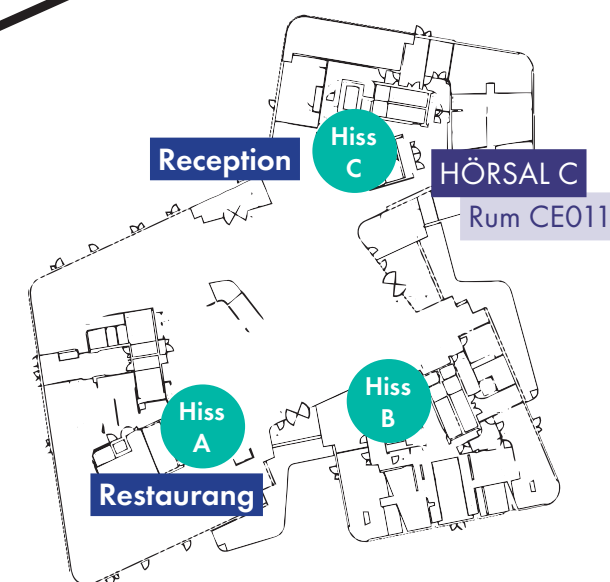 Hiss
C
Reception
HÖRSAL C
Rum CE011
Hiss
B
Hiss
A
Restaurang